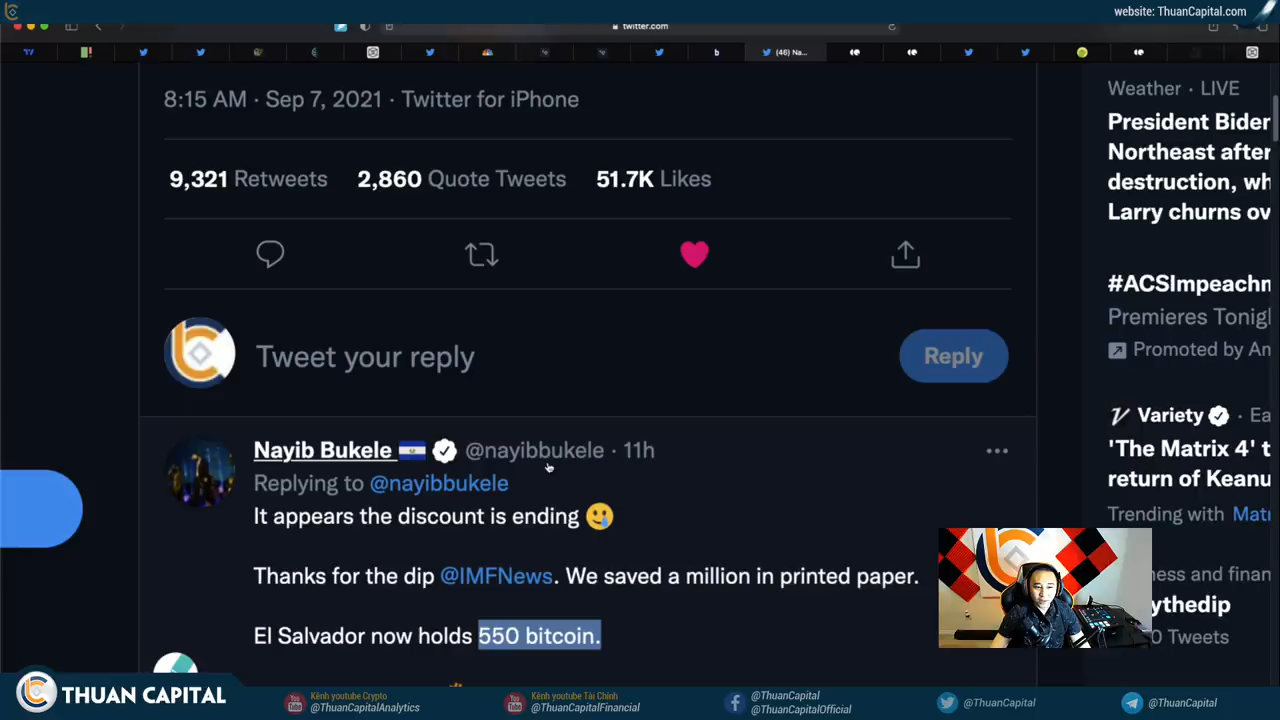 website: ThuanCapital.com
twitter.com
(46) Na...
8:15 AM · Sep 7, 2021 · Twitter for iPhone
9,321 Retweets 2,860 Quote Tweets 51.7K Likes
Tweet your reply
Reply
Nayib Bukele @nayibbukele · 11h
Replying to @nayibbukele
It appears the discount is ending
Thanks for the dip @IMFNews. We saved a million in printed paper.
El Salvador now holds 550 bitcoin.
Weather · LIVE
President Biden
Northeast after
destruction, wh
Larry churns ov
#ACSImpeachm
Premieres Tonig
Promoted by Am
Variety · Ea
'The Matrix 4' t
return of Keanu
Trending with Mat
ness and finan
ythedip
0 Tweets
THUAN CAPITAL
Kênh youtube Crypto
@ThuanCapitalAnalytics
Kênh youtube Tài Chính
@ThuanCapitalFinancial
@ThuanCapital
@ThuanCapitalOfficial
@ThuanCapital
@ThuanCapital